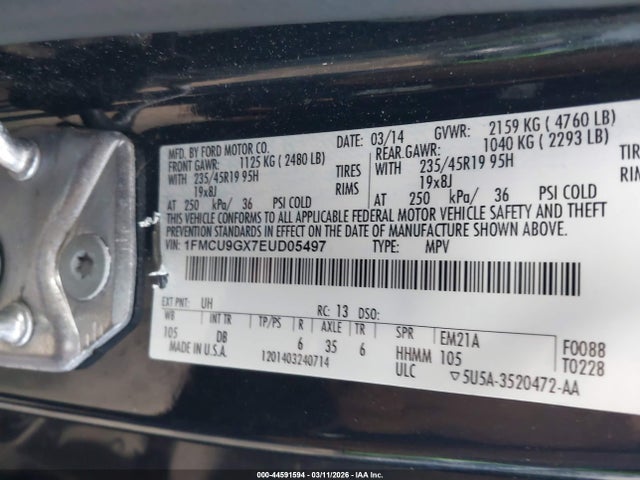 MFD. BY FORD MOTOR CO. DATE: 03/14 GVWR: 2159 KG ( 4760 LB)
FRONT GAWR: 1125 KG ( 2480 LB) REAR GAWR: 1040 KG ( 2293 LB)
WITH 235/45R19 95H TIRES WITH 235/45R19 95H TIRE
19x8J RIMS 19x8J RIMS
AT 250 kPa/ 36 PSI COLD AT 250 kPa/ 36 PSI COLD
THIS VEHICLE CONFORMS TO ALL APPLICABLE FEDERAL MOTOR VEHICLE SAFETY AND THEFT
PREVENTION STANDARDS IN EFFECT ON THE DATE OF MANUFACTURE SHOWN ABOVE.
VIN: 1FMCU9GX7EUD05497 TYPE: MPV
EXT PNT: UH RC: 13 DSO:
WB INT TR TP/PS R AXLE TR SPR EM21A F0088
105 DB 6 35 6 HHMM 105 T0228
MADE IN U.S.A. 1201403240714 ULC 5U5A-3520472-AA
000-44591594 | 03/11/2026 - IAA Inc.